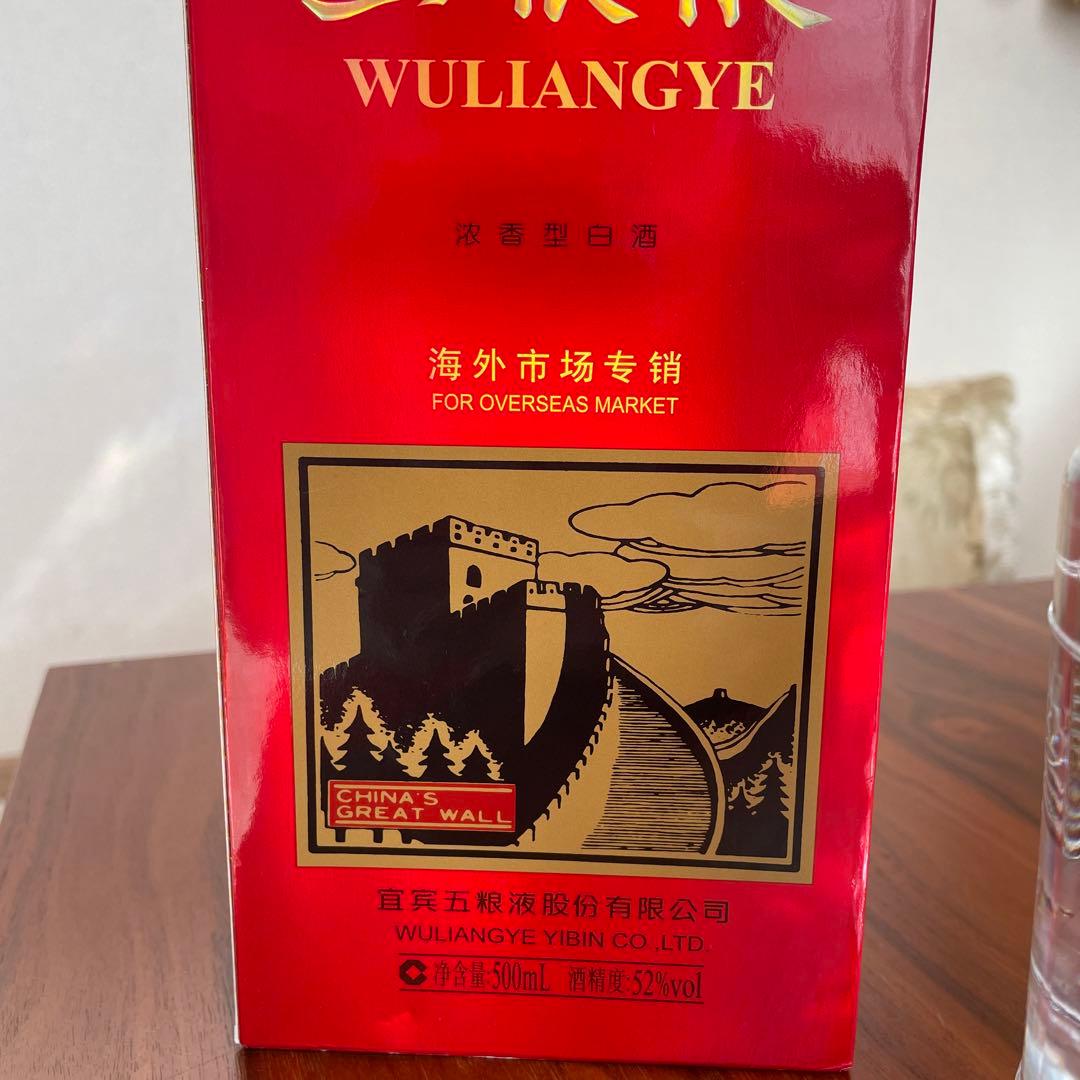 WULIANGYE
浓香型白酒
海外市场专销
FOR OVERSEAS MARKET
CHINA'S
GREAT WALL
宜宾五粮液股份有限公司
WULIANGYE YIBIN CO.,LTD.
净含量:500mL 酒精度:52%vol